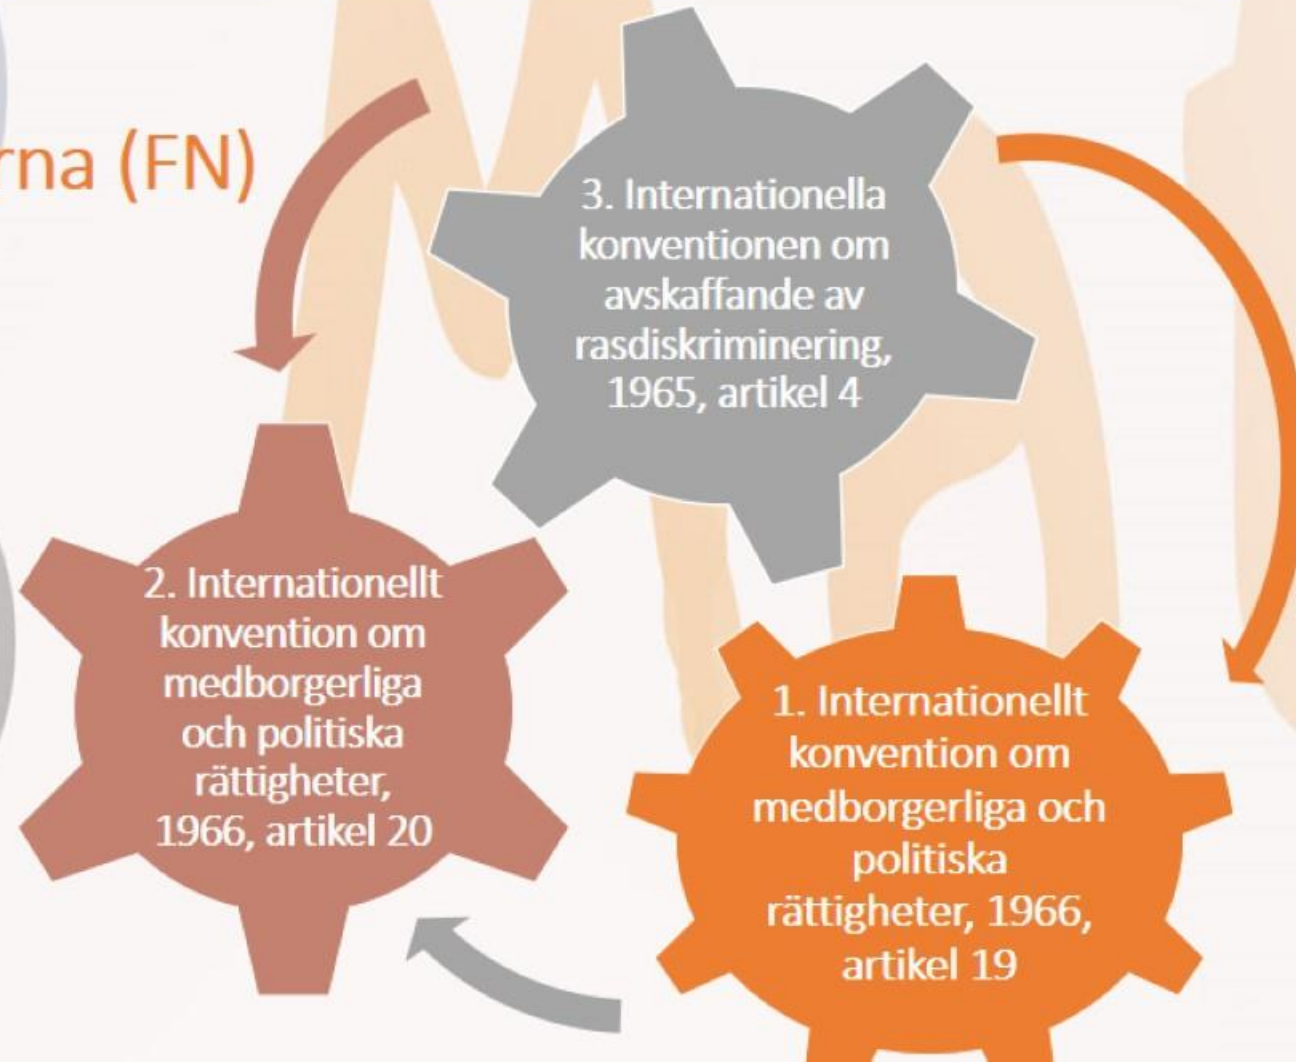 rna (FN)
3. Internationella
konventionen om
avskaffande av
rasdiskriminering,
1965, artikel 4
2. Internationellt
konvention om
medborgerliga
och politiska
rättigheter,
1966, artikel 20
1. Internationellt
konvention om
medborgerliga och
politiska
rättigheter, 1966,
artikel 19